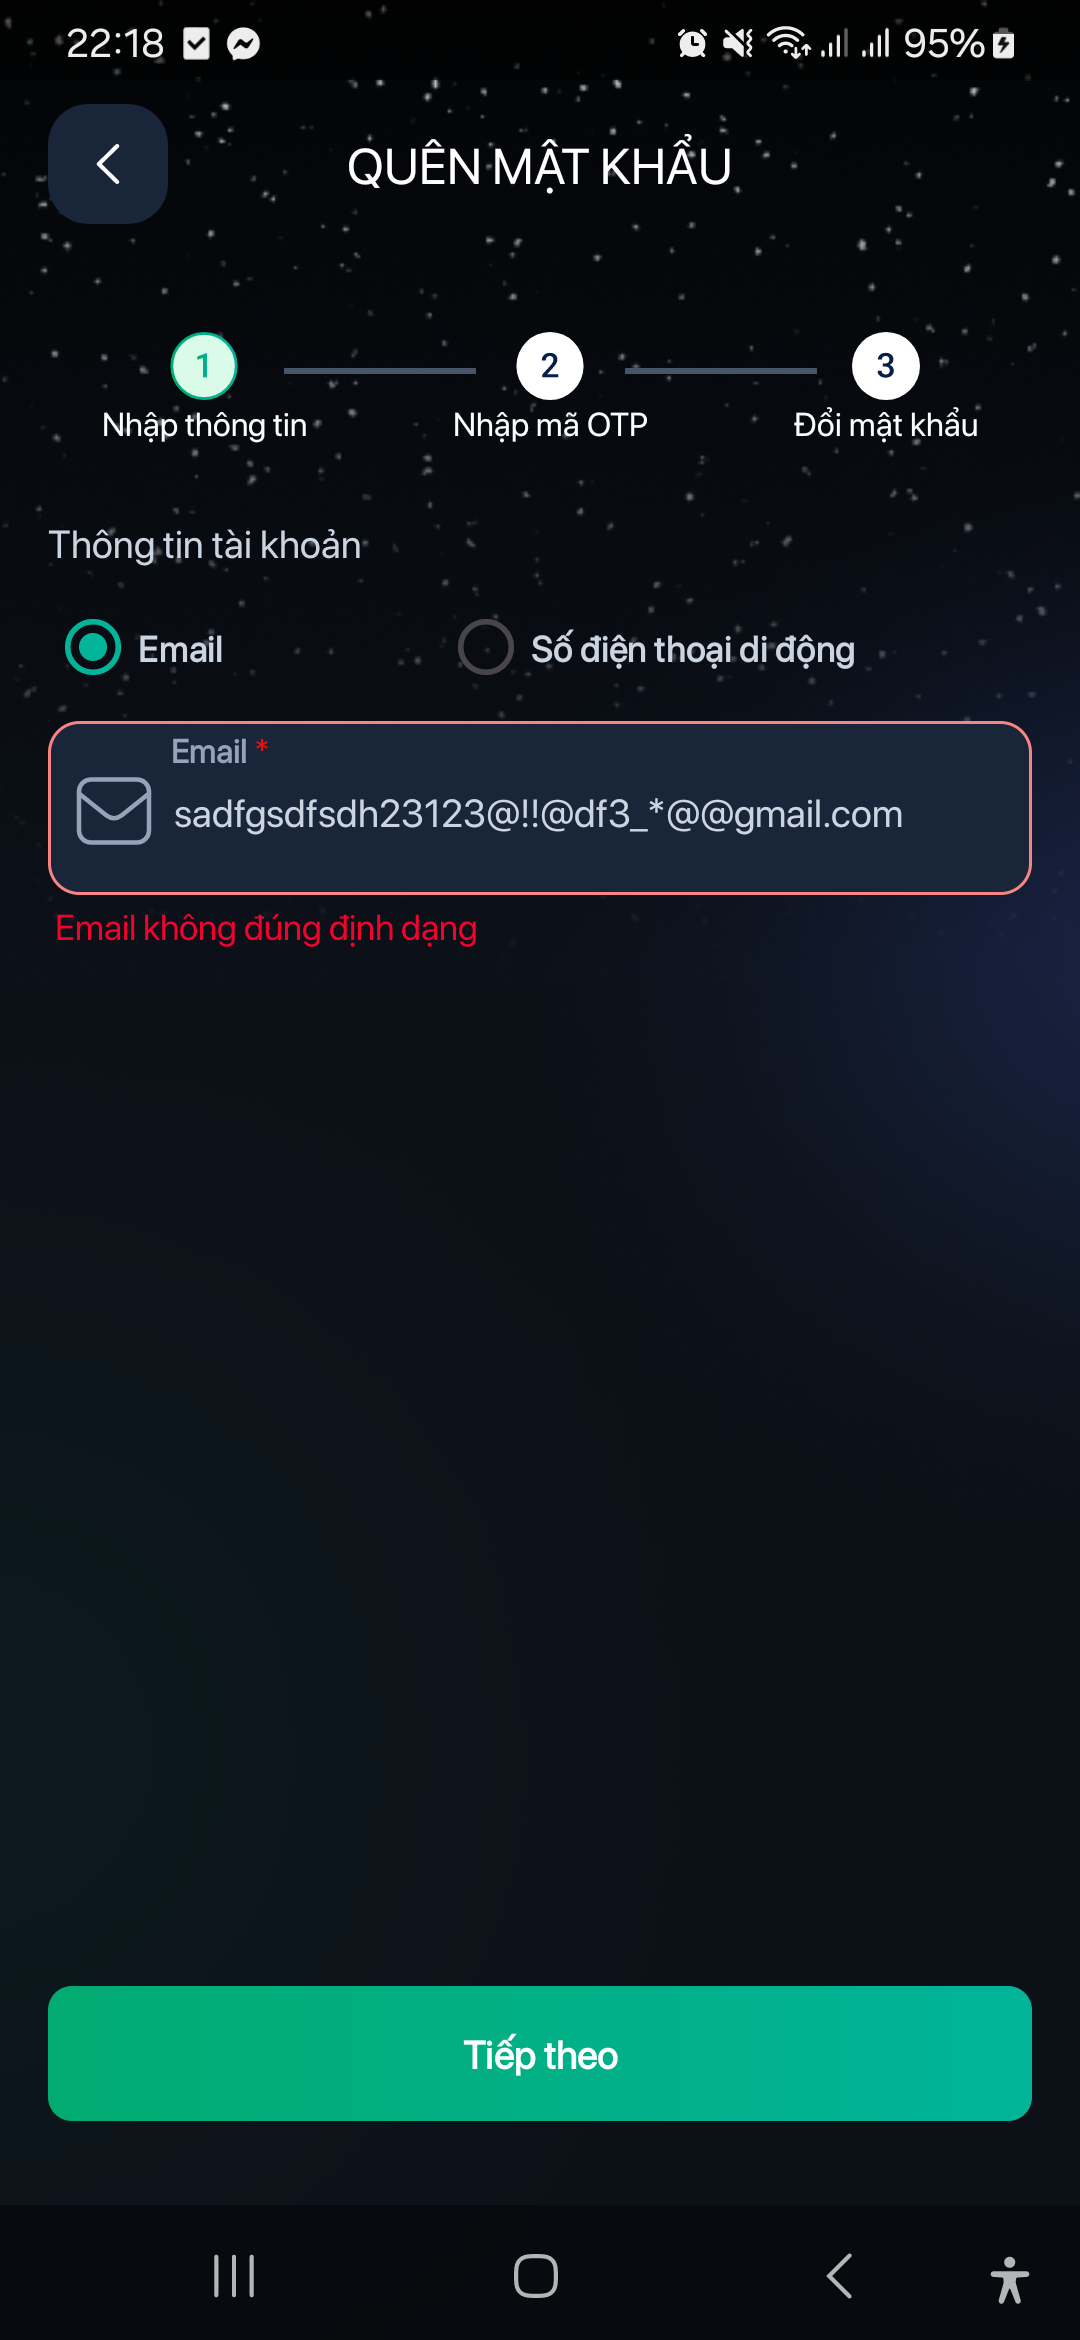 22:18
95%
QUÊN MẬT KHẨU
1
2
3
Nhập thông tin
Nhập mã OTP
Đổi mật khẩu
Thông tin tài khoản
Email
Số điện thoại di động
Email *
sadfgsdfsdh23123@!!@df3_*@@gmail.com
Email không đúng định dạng
Tiếp theo